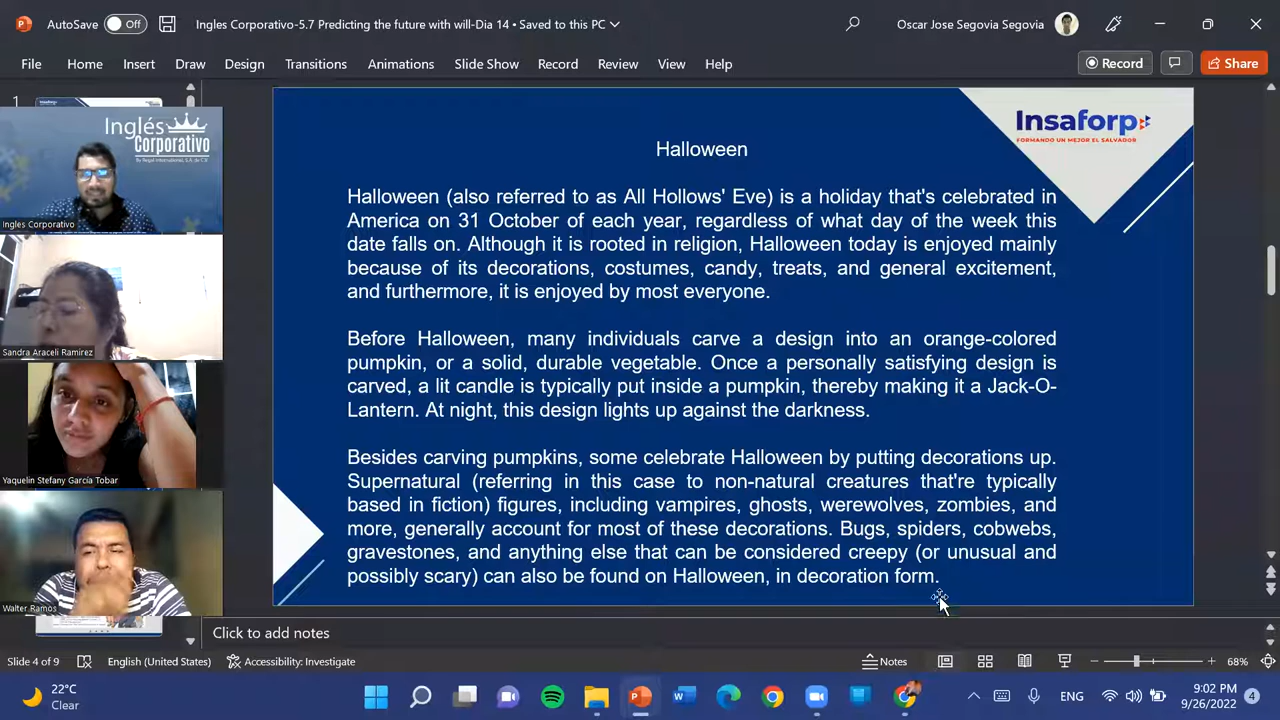 AutoSave Off Ingles Corporativo-5.7 Predicting the future with will-Dia 14 • Saved to this PC Oscar Jose Segovia Segovia
File Home Insert Draw Design Transitions Animations Slide Show Record Review View Help Record Share
1
Inglés
Corporativo
By Regal International, S.A. de C.V.
Ingles Corporativo
Sandra Araceli Ramirez
Yaquelin Stefany García Tobar
Walter Ramos
Insaforp
FORMANDO UN MEJOR EL SALVADOR
Halloween
Halloween (also referred to as All Hollows' Eve) is a holiday that's celebrated in
America on 31 October of each year, regardless of what day of the week this
date falls on. Although it is rooted in religion, Halloween today is enjoyed mainly
because of its decorations, costumes, candy, treats, and general excitement,
and furthermore, it is enjoyed by most everyone.
Before Halloween, many individuals carve a design into an orange-colored
pumpkin, or a solid, durable vegetable. Once a personally satisfying design is
carved, a lit candle is typically put inside a pumpkin, thereby making it a Jack-O-
Lantern. At night, this design lights up against the darkness.
Besides carving pumpkins, some celebrate Halloween by putting decorations up.
Supernatural (referring in this case to non-natural creatures that're typically
based in fiction) figures, including vampires, ghosts, werewolves, zombies, and
more, generally account for most of these decorations. Bugs, spiders, cobwebs,
gravestones, and anything else that can be considered creepy (or unusual and
possibly scary) can also be found on Halloween, in decoration form.
Click to add notes
Slide 4 of 9 English (United States) Accessibility: Investigate Notes 68%
22°C
Clear
ENG
9:02 PM
9/26/2022
4